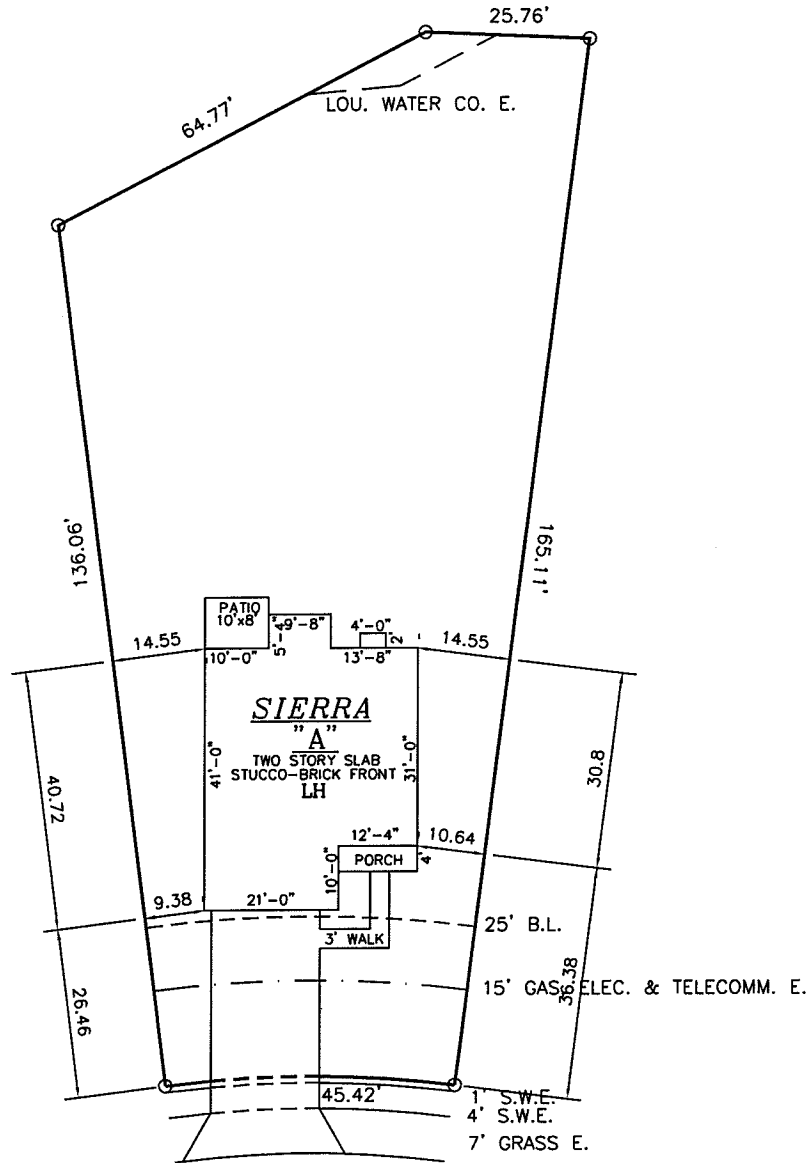 25.76'
64.77'
LOU. WATER CO. E.
136.06'
165.11'
PATIO
10'x8'
5'-4"
9'-8"
4'-0"
2'
14.55
10'-0"
13'-8"
14.55
SIERRA
"A"
TWO STORY SLAB
STUCCO-BRICK FRONT
LH
41'-0"
31'-0"
40.72
30.8
12'-4"
10.64
PORCH
4'
10'-0"
9.38
21'-0"
25' B.L.
3' WALK
26.46
36.38
15' GAS, ELEC. & TELECOMM. E.
45.42'
1' S.W.E.
4' S.W.E.
7' GRASS E.